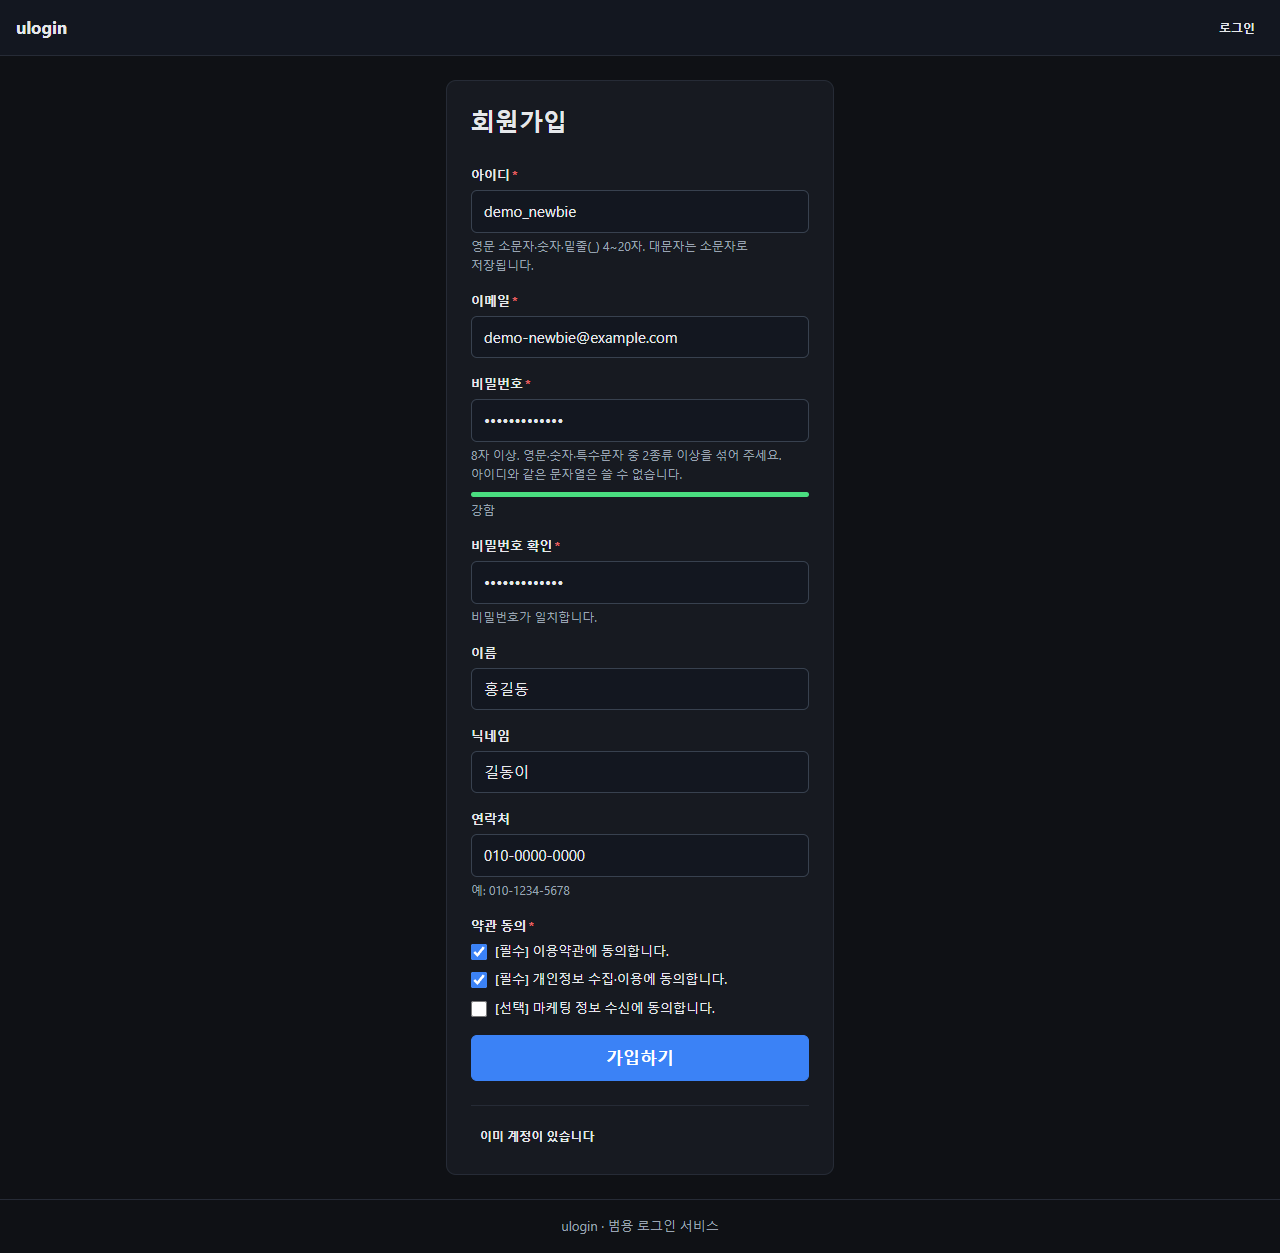 ulogin
로그인
회원가입
아이디*
demo_newbie
영문 소문자·숫자·밑줄(_) 4~20자. 대문자는 소문자로
저장됩니다.
이메일*
demo-newbie@example.com
비밀번호*
•••••••••••••
8자 이상. 영문·숫자·특수문자 중 2종류 이상을 섞어 주세요.
아이디와 같은 문자열은 쓸 수 없습니다.
강함
비밀번호 확인*
•••••••••••••
비밀번호가 일치합니다.
이름
홍길동
닉네임
길동이
연락처
010-0000-0000
예: 010-1234-5678
약관 동의*
[필수] 이용약관에 동의합니다.
[필수] 개인정보 수집·이용에 동의합니다.
[선택] 마케팅 정보 수신에 동의합니다.
가입하기
이미 계정이 있습니다
ulogin · 범용 로그인 서비스